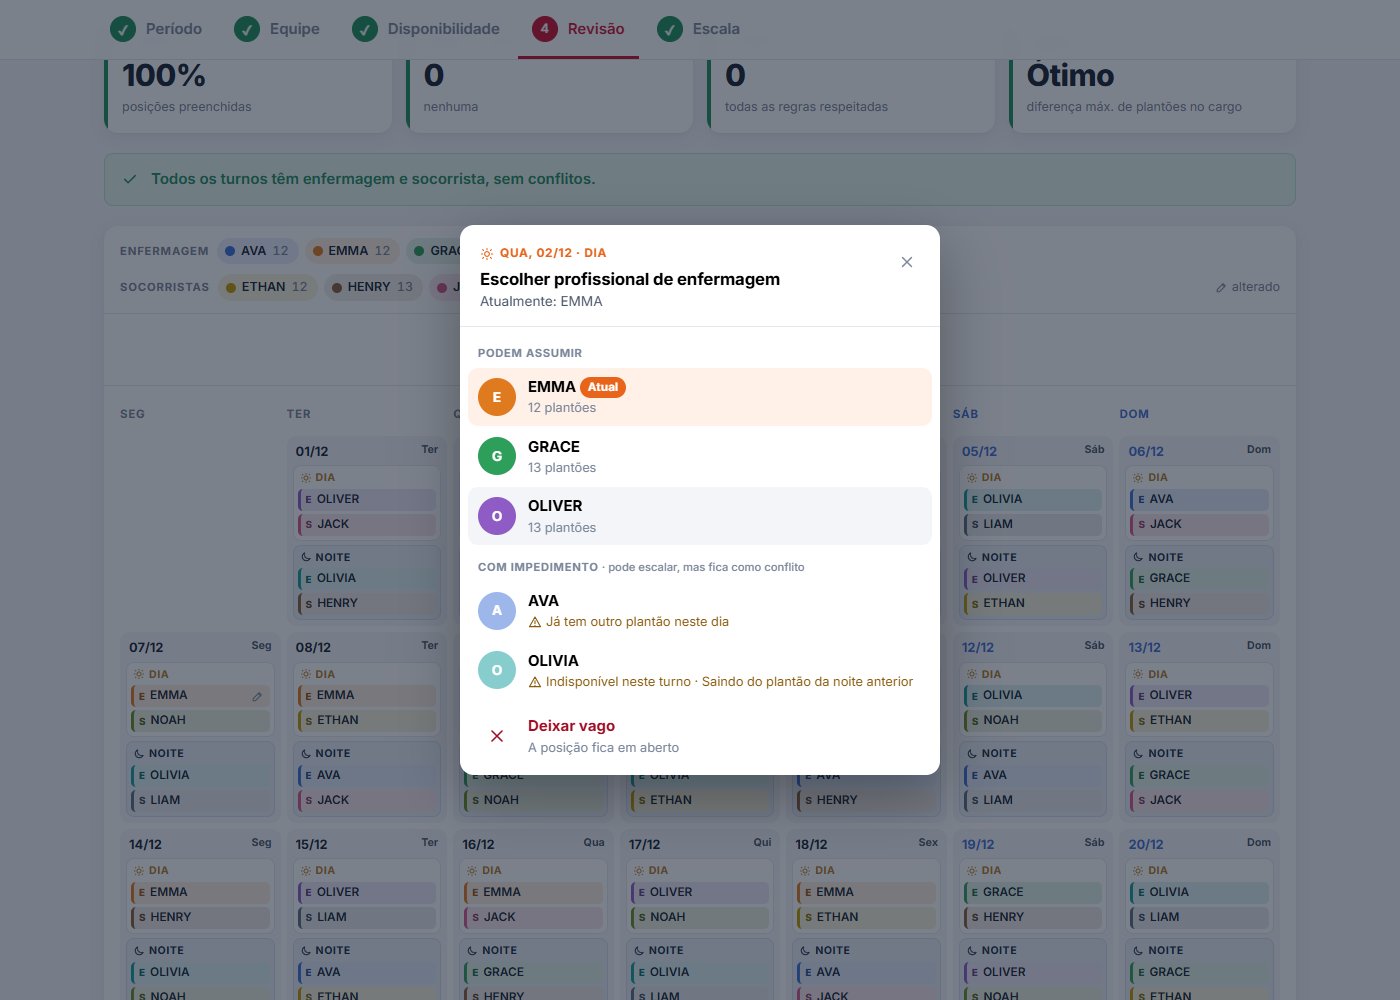 Período
Equipe
Disponibilidade
4 Revisão
Escala
100%
posições preenchidas
0
nenhuma
0
todas as regras respeitadas
Ótimo
diferença máx. de plantões no cargo
Todos os turnos têm enfermagem e socorrista, sem conflitos.
ENFERMAGEM AVA 12 EMMA 12
SOCORRISTAS ETHAN 12 HENRY 13
alterado
QUA, 02/12 · DIA
Escolher profissional de enfermagem
Atualmente: EMMA
PODEM ASSUMIR
E EMMA Atual
12 plantões
G GRACE
13 plantões
O OLIVER
13 plantões
COM IMPEDIMENTO · pode escalar, mas fica como conflito
A AVA
Já tem outro plantão neste dia
O OLIVIA
Indisponível neste turno · Saindo do plantão da noite anterior
Deixar vago
A posição fica em aberto
SEG TER SÁB DOM
01/12 Ter
DIA
E OLIVER
S JACK
NOITE
E OLIVIA
S HENRY
05/12 Sáb
DIA
E OLIVIA
S LIAM
NOITE
E OLIVER
S ETHAN
06/12 Dom
DIA
E AVA
S JACK
NOITE
E GRACE
S HENRY
07/12 Seg
DIA
E EMMA
S NOAH
NOITE
E OLIVIA
S LIAM
08/12 Ter
DIA
E EMMA
S ETHAN
NOITE
E AVA
S JACK
E GRACE
S NOAH
E OLIVIA
S ETHAN
E AVA
S HENRY
12/12 Sáb
DIA
E OLIVIA
S NOAH
NOITE
E AVA
S LIAM
13/12 Dom
DIA
E OLIVER
S ETHAN
NOITE
E GRACE
S JACK
14/12 Seg
DIA
E EMMA
S HENRY
NOITE
E OLIVIA
S NOAH
15/12 Ter
DIA
E OLIVER
S LIAM
NOITE
E AVA
S ETHAN
16/12 Qua
DIA
E EMMA
S JACK
NOITE
E GRACE
S HENRY
17/12 Qui
DIA
E OLIVER
S NOAH
NOITE
E OLIVIA
S LIAM
18/12 Sex
DIA
E EMMA
S ETHAN
NOITE
E AVA
S JACK
19/12 Sáb
DIA
E GRACE
S HENRY
NOITE
E OLIVER
S NOAH
20/12 Dom
DIA
E OLIVIA
S LIAM
NOITE
E GRACE
S ETHAN